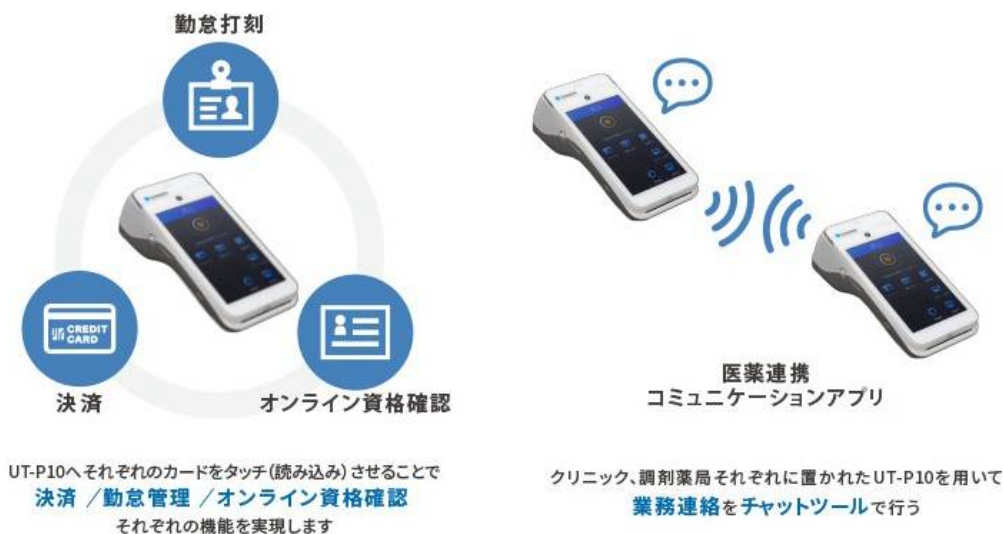 勤怠打刻
CREDIT
CARD
決済
オンライン資格確認
UT-P10へそれぞれのカードをタッチ(読み込み)させることで
決済 /勤怠管理 /オンライン資格確認
それぞれの機能を実現します
医薬連携
コミュニケーションアプリ
クリニック、調剤薬局それぞれに置かれたUT-P10を用いて
業務連絡をチャットツールで行う